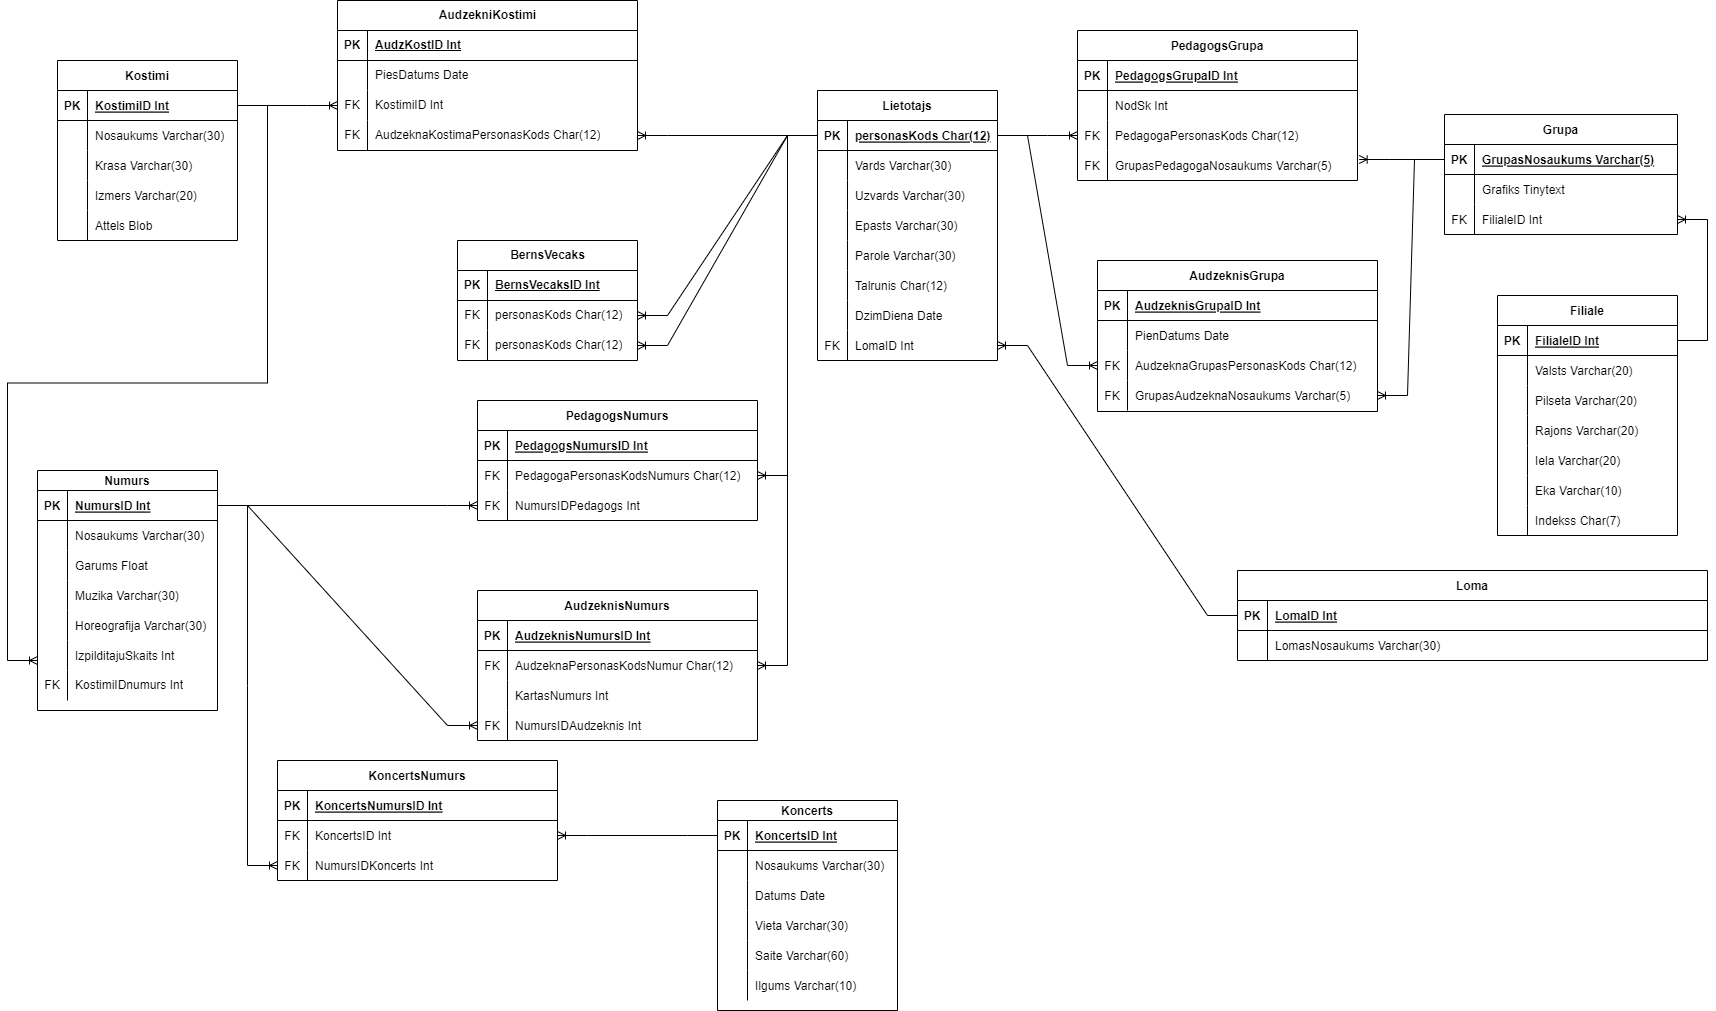 AudzekniKostimi
PK AudzKostID Int
PiesDatums Date
FK KostimiID Int
FK AudzeknaKostimaPersonasKods Char(12)
Kostimi
PK KostimiID Int
Nosaukums Varchar(30)
Krasa Varchar(30)
Izmers Varchar(20)
Attels Blob
BernsVecaks
PK BernsVecaksID Int
FK personasKods Char(12)
FK personasKods Char(12)
Lietotajs
PK personasKods Char(12)
Vards Varchar(30)
Uzvards Varchar(30)
Epasts Varchar(30)
Parole Varchar(30)
Talrunis Char(12)
DzimDiena Date
FK LomaID Int
PedagogsGrupa
PK PedagogsGrupaID Int
NodSk Int
FK PedagogaPersonasKods Char(12)
FK GrupasPedagogaNosaukums Varchar(5)
Grupa
PK GrupasNosaukums Varchar(5)
Grafiks Tinytext
FK FilialeID Int
AudzeknisGrupa
PK AudzeknisGrupaID Int
PienDatums Date
FK AudzeknaGrupasPersonasKods Char(12)
FK GrupasAudzeknaNosaukums Varchar(5)
Filiale
PK FilialeID Int
Valsts Varchar(20)
Pilseta Varchar(20)
Rajons Varchar(20)
Iela Varchar(20)
Eka Varchar(10)
Indekss Char(7)
PedagogsNumurs
PK PedagogsNumursID Int
FK PedagogaPersonasKodsNumurs Char(12)
FK NumursIDPedagogs Int
Numurs
PK NumursID Int
Nosaukums Varchar(30)
Garums Float
Muzika Varchar(30)
Horeografija Varchar(30)
IzpilditajuSkaits Int
FK KostimiIDnumurs Int
AudzeknisNumurs
PK AudzeknisNumursID Int
FK AudzeknaPersonasKodsNumur Char(12)
KartasNumurs Int
FK NumursIDAudzeknis Int
Loma
PK LomaID Int
LomasNosaukums Varchar(30)
KoncertsNumurs
PK KoncertsNumursID Int
FK KoncertsID Int
FK NumursIDKoncerts Int
Koncerts
PK KoncertsID Int
Nosaukums Varchar(30)
Datums Date
Vieta Varchar(30)
Saite Varchar(60)
Ilgums Varchar(10)